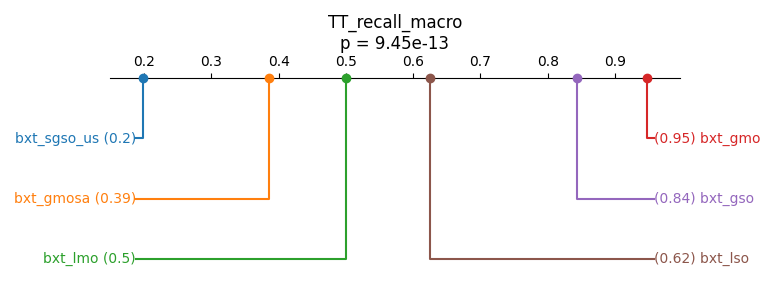 TT_recall_macro
p = 9.45e-13
0.2 0.3 0.4 0.5 0.6 0.7 0.8 0.9
bxt_sgso_us (0.2) (0.95) bxt_gmo
bxt_gmosa (0.39) (0.84) bxt_gso
bxt_lmo (0.5) (0.62) bxt_lso